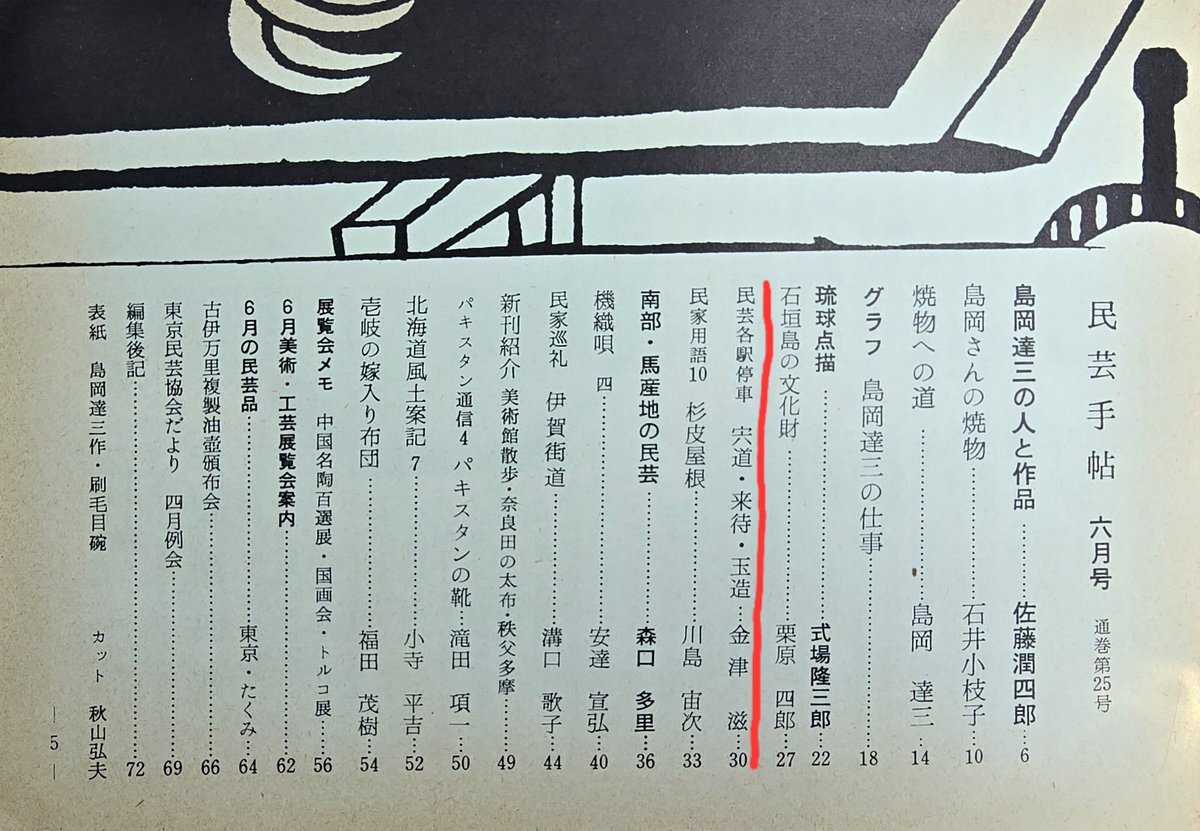 民芸手帖 六月号 通巻第25号
島岡達三の人と作品……佐藤潤四郎…6
島岡さんの焼物……石井小枝子…10
焼物への道……島岡 達三…14
グラフ 島岡達三の仕事……18
琉球点描……式場隆三郎…22
石垣島の文化財……栗原 四郎…27
民芸各駅停車 宍道・来待・玉造…金津 滋…30
民家用語10 杉皮屋根……川島 宙次…33
南部・馬産地の民芸……森口 多里…36
機織唄 四……安達 宣弘…40
民家巡礼 伊賀街道……溝口 歌子…44
新刊紹介 美術館散歩・奈良田の太布・秩父多摩……49
パキスタン通信4 パキスタンの靴…滝田 項一…50
北海道風土案記 7……小寺 平吉…52
壱岐の嫁入り布団……福田 茂樹…54
展覧会メモ 中国名陶百選展・国画会・トルコ展…56
6月美術・工芸展覧会案内……62
6月の民芸品……東京・たくみ…64
古伊万里複製油壺頒布会……66
東京民芸協会だより 四月例会……69
編集後記……72
表紙 島岡達三作・刷毛目碗 カット 秋山弘夫
— 5 —